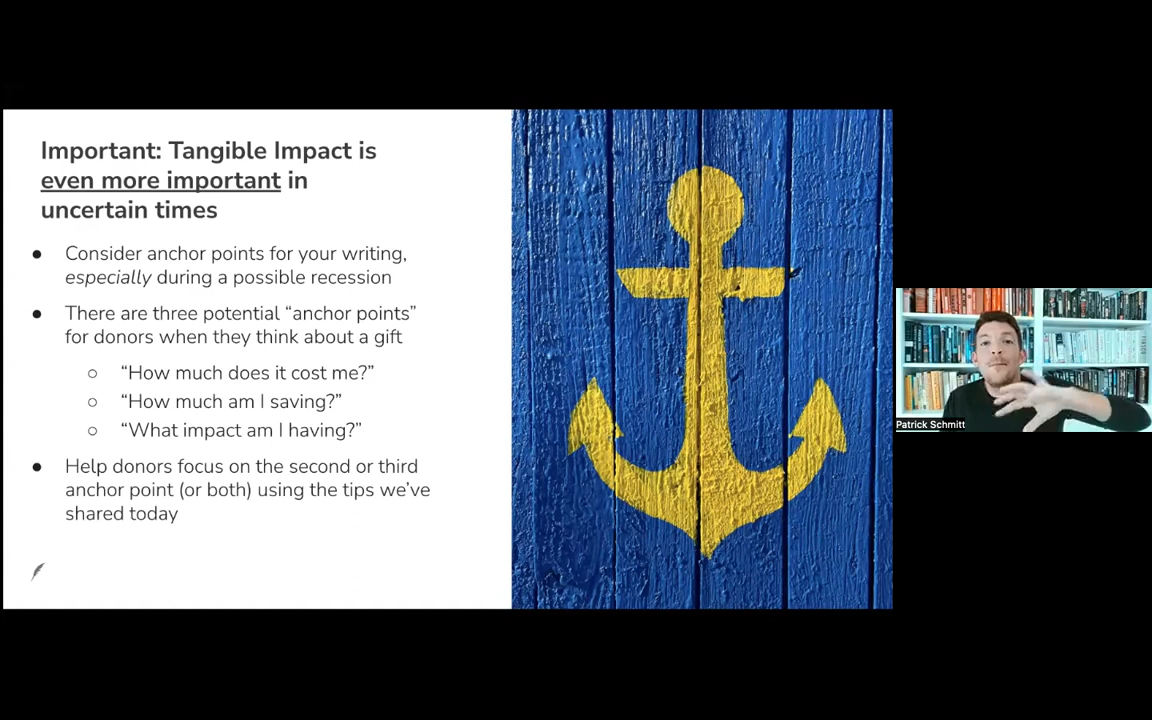 Important: Tangible Impact is
even more important in
uncertain times
● Consider anchor points for your writing,
especially during a possible recession
● There are three potential “anchor points”
for donors when they think about a gift
○ “How much does it cost me?”
○ “How much am I saving?”
○ “What impact am I having?”
● Help donors focus on the second or third
anchor point (or both) using the tips we’ve
shared today
Patrick Schmitt